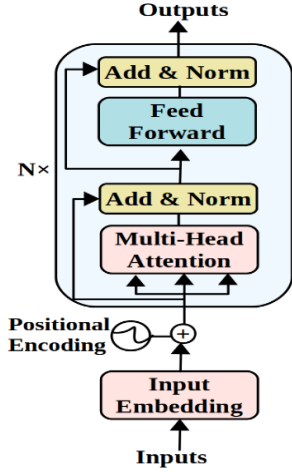 Outputs
Add & Norm
Feed
Forward
N×
Add & Norm
Multi-Head
Attention
Positional
Encoding
+
Input
Embedding
Inputs